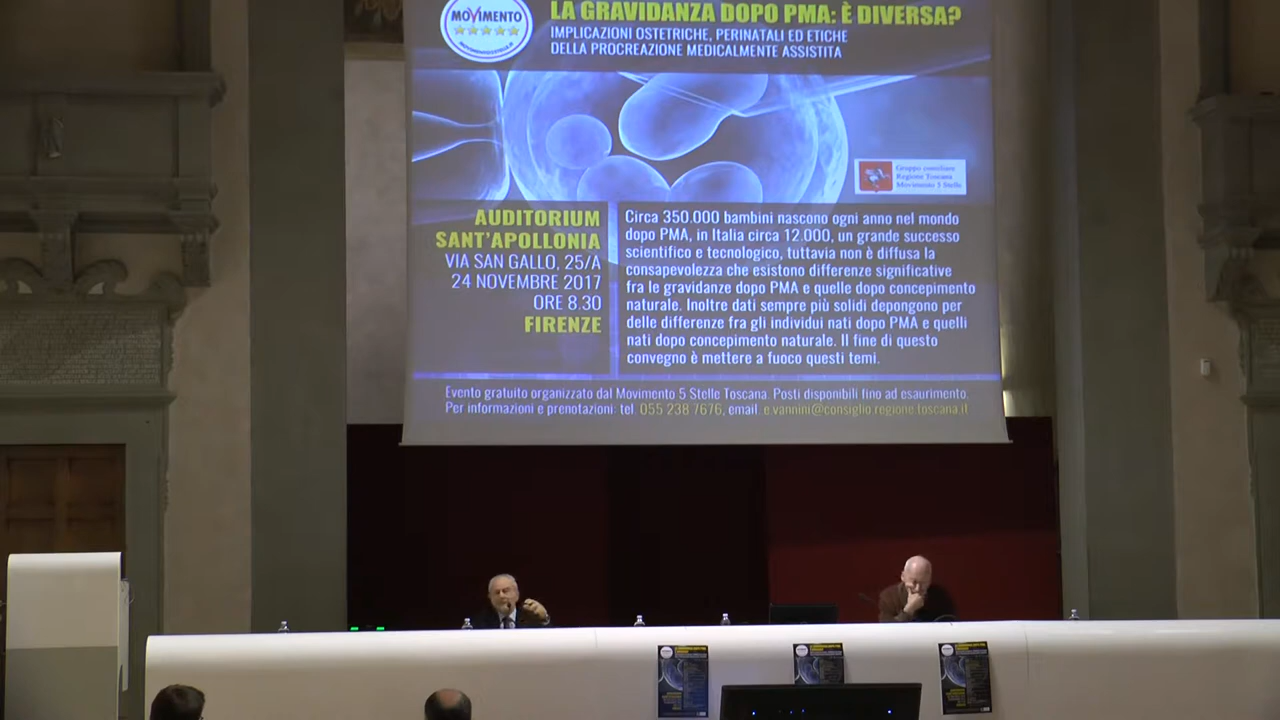 MOVIMENTO
MOVIMENTO5STELLE.IT
LA GRAVIDANZA DOPO PMA: È DIVERSA?
IMPLICAZIONI OSTETRICHE, PERINATALI ED ETICHE
DELLA PROCREAZIONE MEDICALMENTE ASSISTITA
Gruppo consiliare
Regione Toscana
Movimento 5 Stelle
AUDITORIUM
SANT'APOLLONIA
VIA SAN GALLO, 25/A
24 NOVEMBRE 2017
ORE 8.30
FIRENZE
Circa 350.000 bambini nascono ogni anno nel mondo
dopo PMA, in Italia circa 12.000, un grande successo
scientifico e tecnologico, tuttavia non è diffusa la
consapevolezza che esistono differenze significative
fra le gravidanze dopo PMA e quelle dopo concepimento
naturale. Inoltre dati sempre più solidi depongono per
delle differenze fra gli individui nati dopo PMA e quelli
nati dopo concepimento naturale. Il fine di questo
convegno è mettere a fuoco questi temi.
Evento gratuito organizzato dal Movimento 5 Stelle Toscana. Posti disponibili fino ad esaurimento.
Per informazioni e prenotazioni: tel. 055 238 7676, email. e.vannini@consiglio.regione.toscana.it